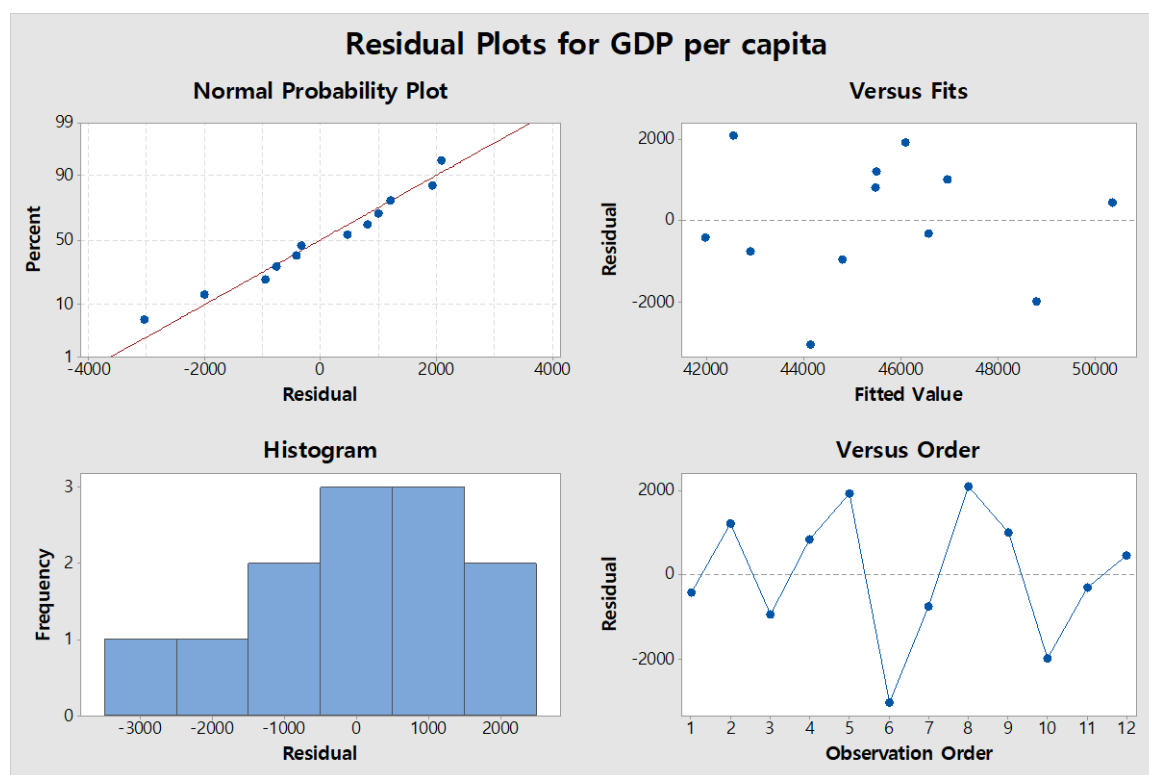 Residual Plots for GDP per capita
Normal Probability Plot
99
90
50
10
1
Percent
-4000 -2000 0 2000 4000
Residual
Versus Fits
2000
0
-2000
Residual
42000 44000 46000 48000 50000
Fitted Value
Histogram
3
2
1
0
Frequency
-3000 -2000 -1000 0 1000 2000
Residual
Versus Order
2000
0
-2000
Residual
1 2 3 4 5 6 7 8 9 10 11 12
Observation Order